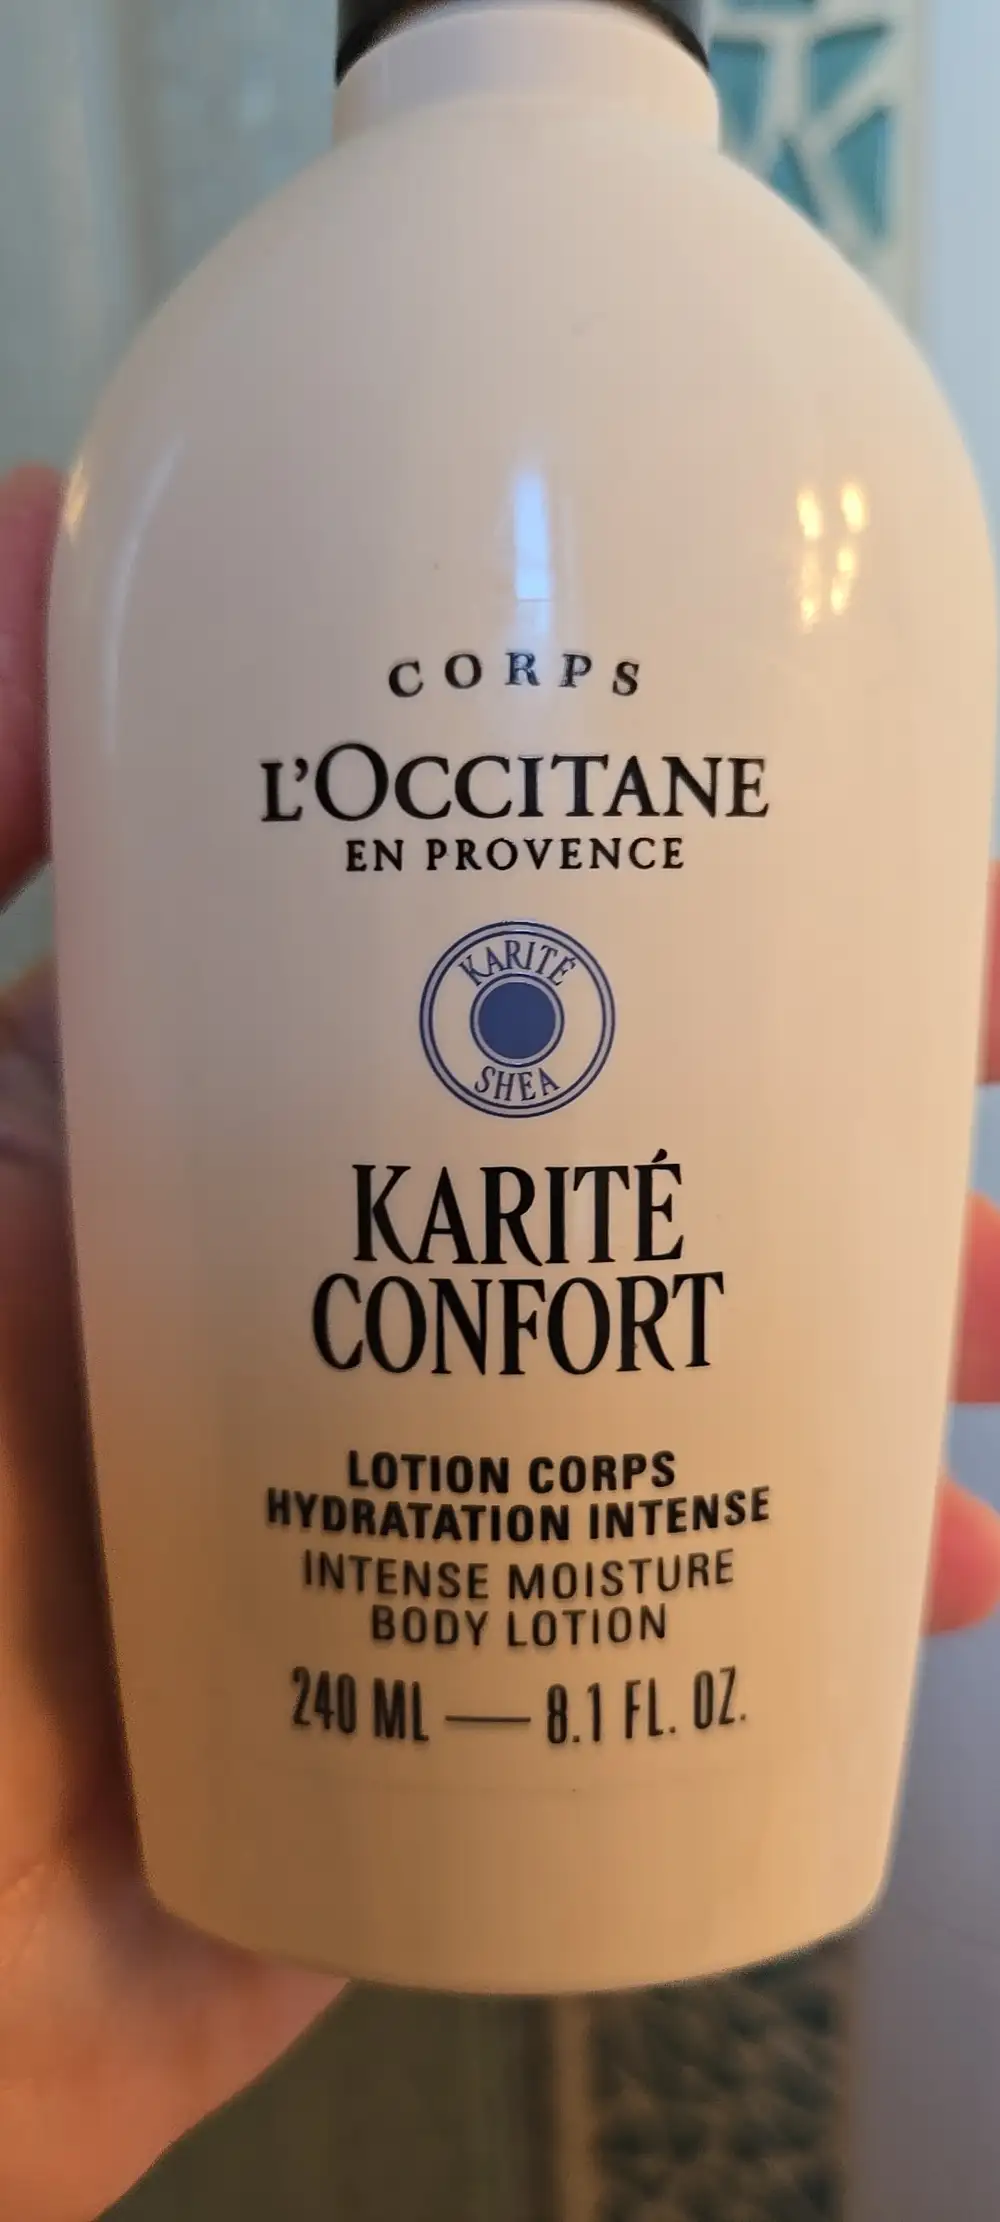 CORPS
L'OCCITANE
EN PROVENCE
KARITÉ
SHEA
KARITÉ
CONFORT
LOTION CORPS
HYDRATATION INTENSE
INTENSE MOISTURE
BODY LOTION
240 ML — 8.1 FL. OZ.